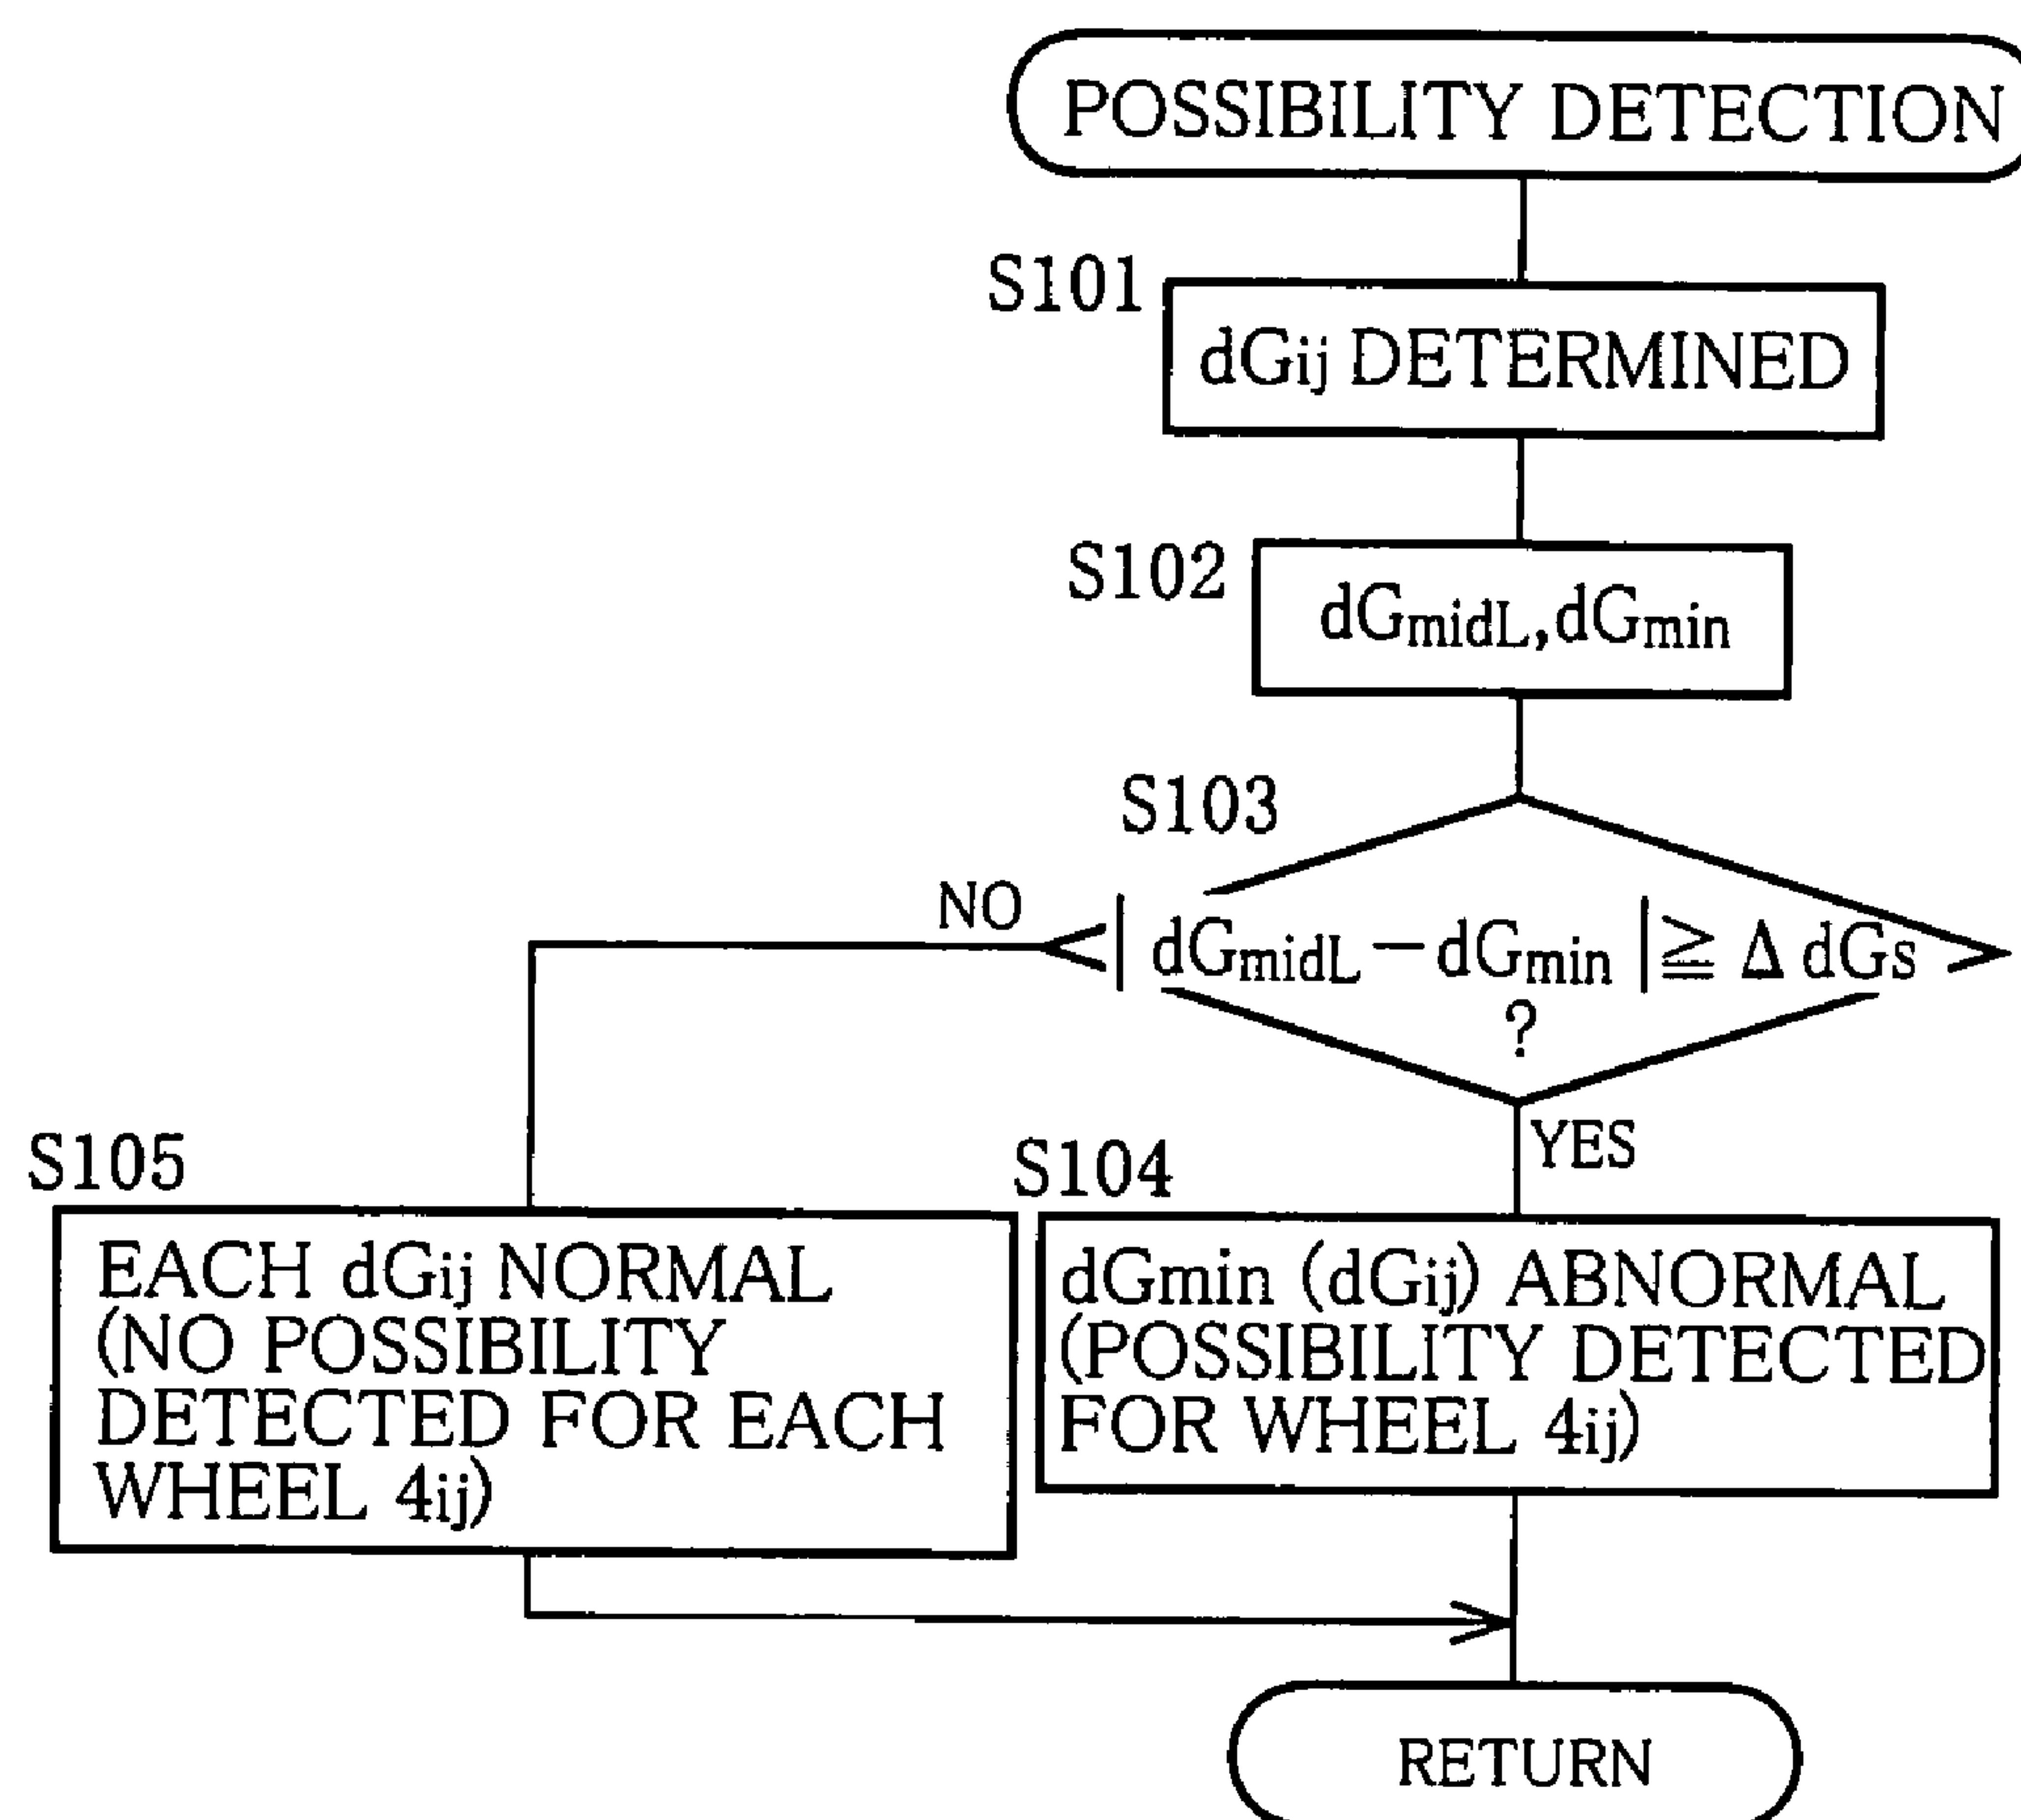 POSSIBILITY DETECTION
S101
dGij DETERMINED
S102
dGmidL,dGmin
S103
NO
| dGmidL－dGmin |≧ Δ dGs
?
YES
S105
EACH dGij NORMAL
(NO POSSIBILITY
DETECTED FOR EACH
WHEEL 4ij)
S104
dGmin (dGij) ABNORMAL
(POSSIBILITY DETECTED
FOR WHEEL 4ij)
RETURN